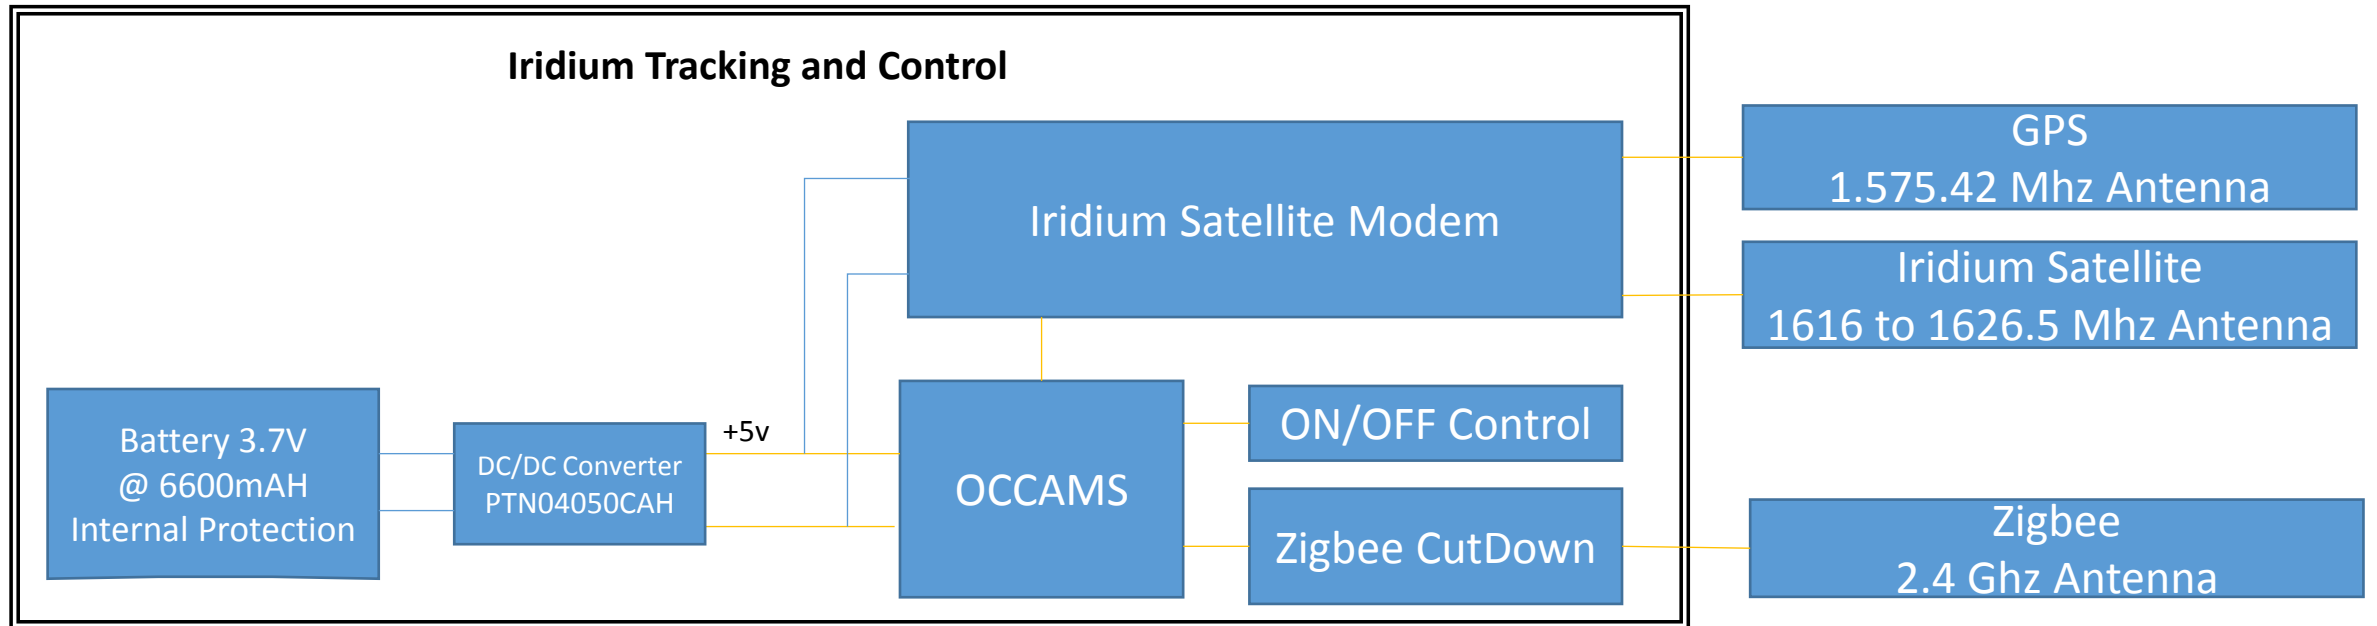 Iridium Tracking and Control
GPS
1.575.42 Mhz Antenna
Iridium Satellite Modem
Iridium Satellite
1616 to 1626.5 Mhz Antenna
Battery 3.7V
@ 6600mAH
Internal Protection
DC/DC Converter
PTN04050CAH
+5v
OCCAMS
ON/OFF Control
Zigbee CutDown
Zigbee
2.4 Ghz Antenna